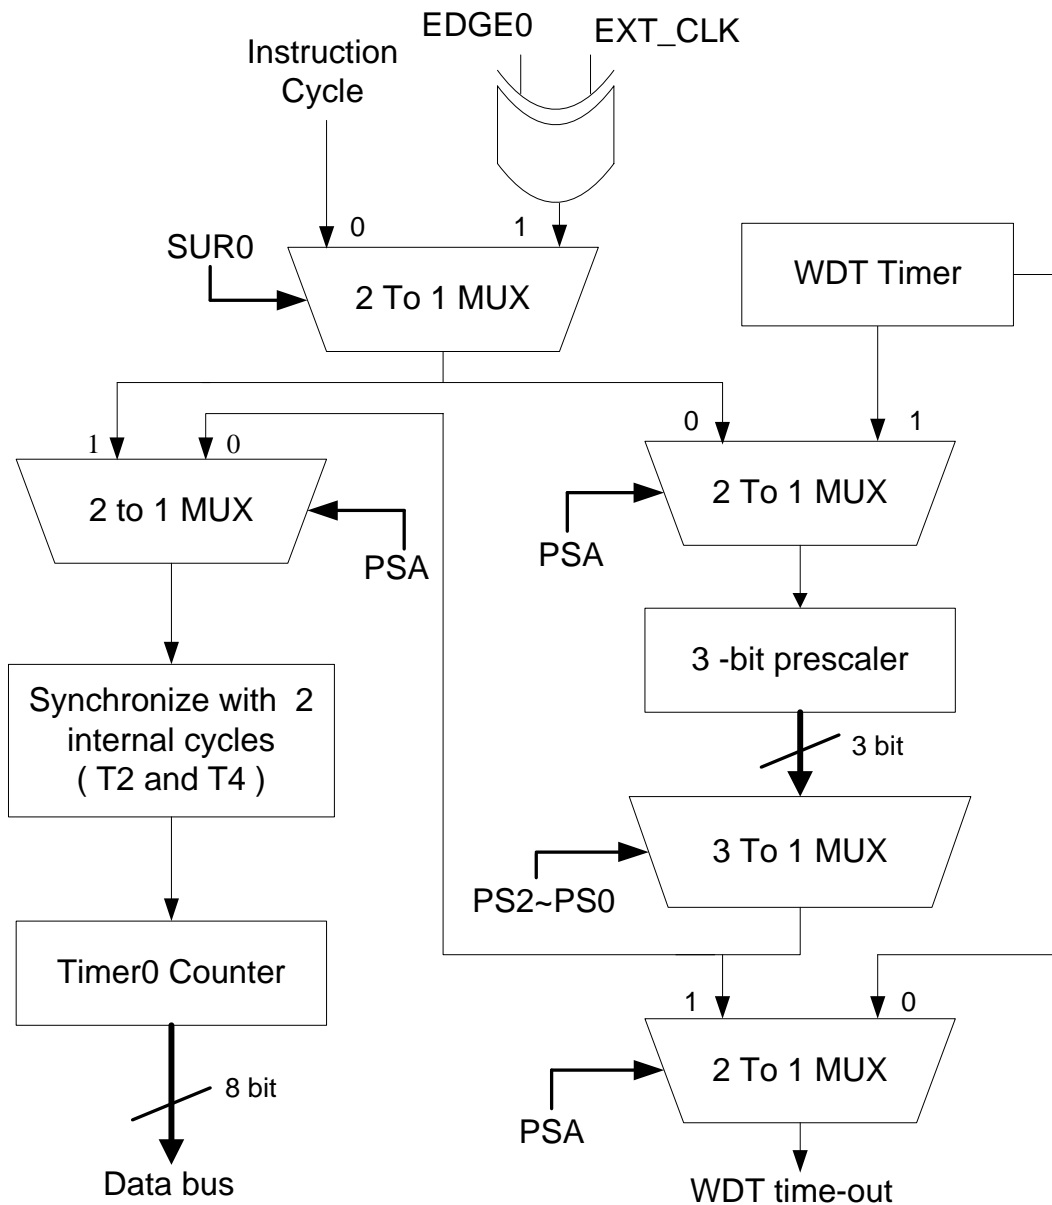 EDGE0
EXT_CLK
Instruction
Cycle
0
1
SUR0
2 To 1 MUX
WDT Timer
1
0
0
1
2 to 1 MUX
PSA
2 To 1 MUX
PSA
3 -bit prescaler
Synchronize with 2
internal cycles
( T2 and T4 )
3 bit
3 To 1 MUX
PS2~PS0
Timer0 Counter
1
0
2 To 1 MUX
8 bit
PSA
Data bus
WDT time-out